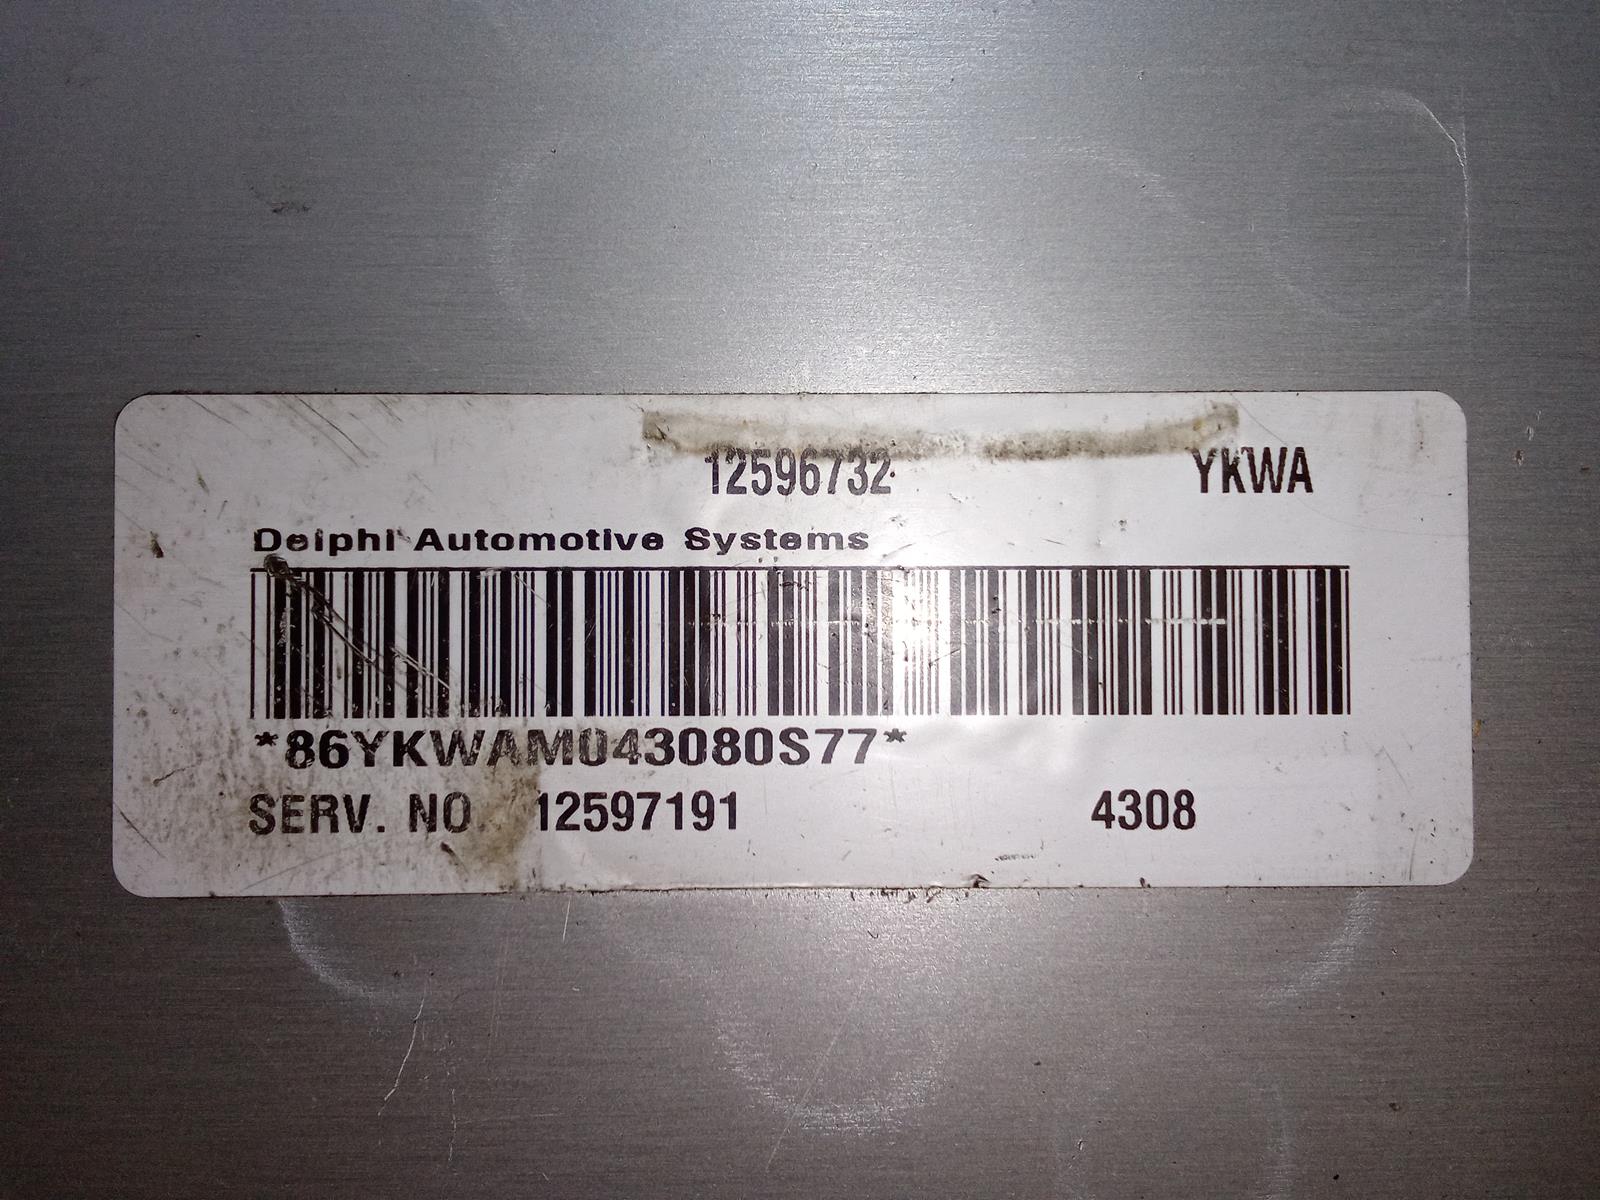 12596732 YKWA
Delphi Automotive Systems
*86YKWAM043080S77*
SERV. NO. 12597191 4308